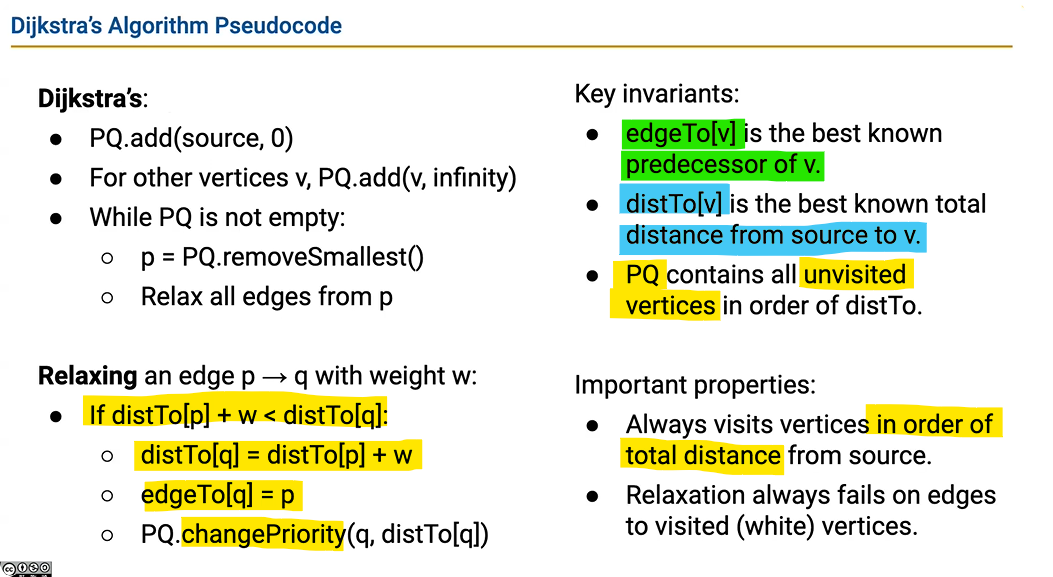 Dijkstra's Algorithm Pseudocode
Dijkstra's:
● PQ.add(source, 0)
● For other vertices v, PQ.add(v, infinity)
● While PQ is not empty:
○ p = PQ.removeSmallest()
○ Relax all edges from p
Relaxing an edge p → q with weight w:
● If distTo[p] + w < distTo[q]:
○ distTo[q] = distTo[p] + w
○ edgeTo[q] = p
○ PQ.changePriority(q, distTo[q])
Key invariants:
● edgeTo[v] is the best known
predecessor of v.
● distTo[v] is the best known total
distance from source to v.
● PQ contains all unvisited
vertices in order of distTo.
Important properties:
● Always visits vertices in order of
total distance from source.
● Relaxation always fails on edges
to visited (white) vertices.